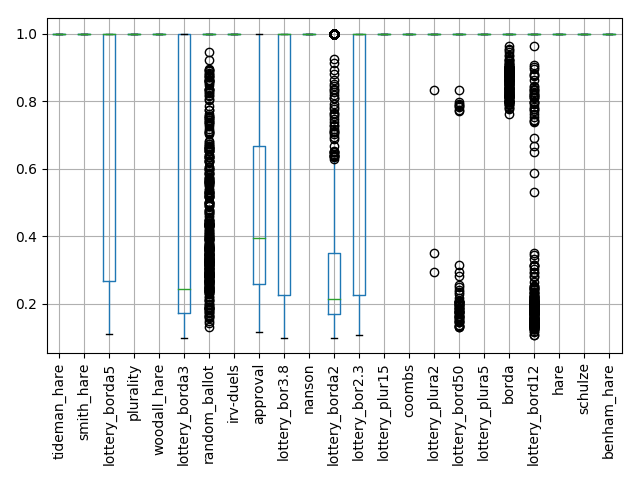 1.0
0.8
0.6
0.4
0.2
tideman_hare
smith_hare
lottery_borda5
plurality
woodall_hare
lottery_borda3
random_ballot
irv-duels
approval
lottery_bor3.8
nanson
lottery_borda2
lottery_bor2.3
lottery_plur15
coombs
lottery_plura2
lottery_bord50
lottery_plura5
borda
lottery_bord12
hare
schulze
benham_hare